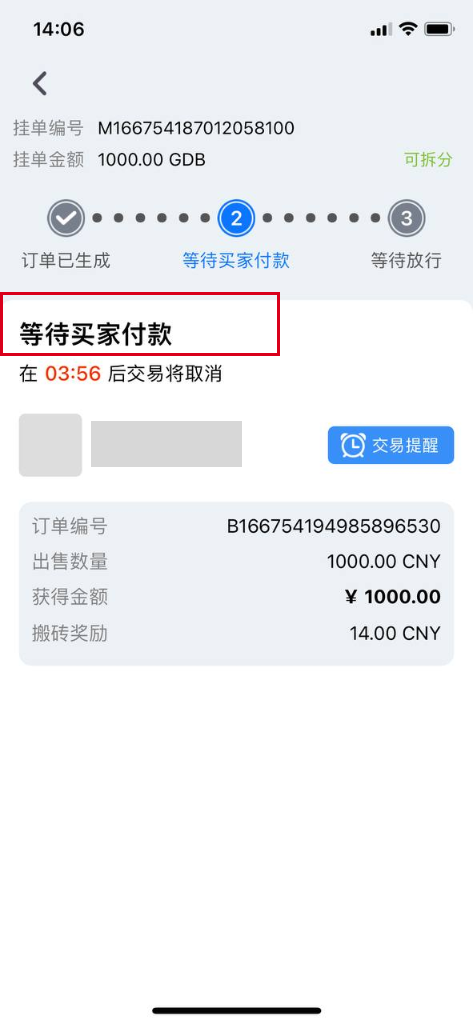 14:06
挂单编号 M166754187012058100
挂单金额 1000.00 GDB 可拆分
2 3
订单已生成 等待买家付款 等待放行
等待买家付款
在 03:56 后交易将取消
交易提醒
订单编号 B166754194985896530
出售数量 1000.00 CNY
获得金额 ¥ 1000.00
搬砖奖励 14.00 CNY